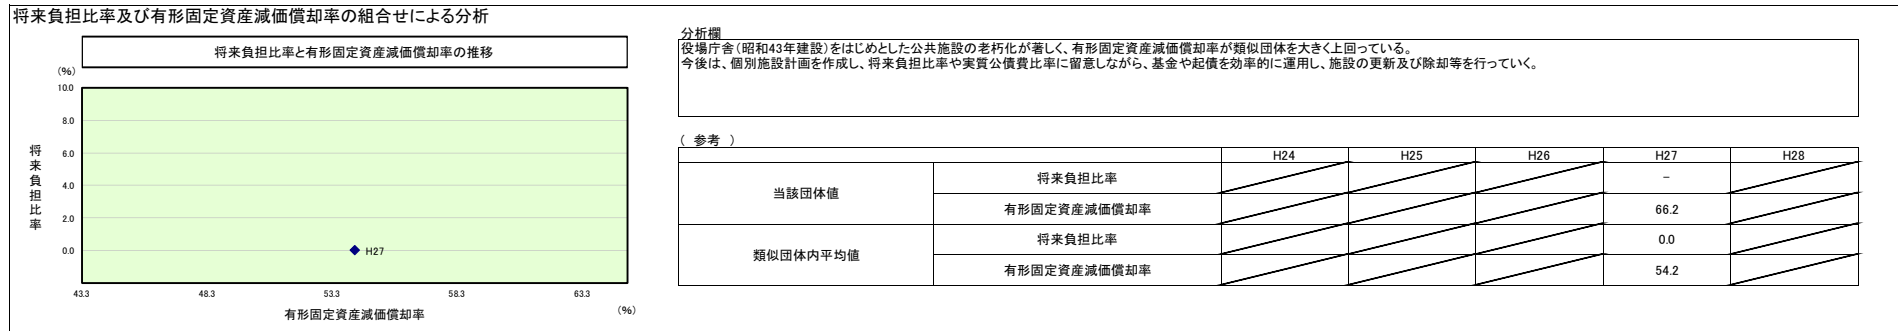 将来負担比率及び有形固定資産減価償却率の組合せによる分析
将来負担比率と有形固定資産減価償却率の推移
(%)
10.0
8.0
6.0
4.0
2.0
0.0
将来負担比率
H27
43.3 48.3 53.3 58.3 63.3
有形固定資産減価償却率
(%)
分析欄
役場庁舎(昭和43年建設)をはじめとした公共施設の老朽化が著しく、有形固定資産減価償却率が類似団体を大きく上回っている。
今後は、個別施設計画を作成し、将来負担比率や実質公債費比率に留意しながら、基金や起債を効率的に運用し、施設の更新及び除却等を行っていく。
( 参考 )
H24 H25 H26 H27 H28
当該団体値
将来負担比率 -
有形固定資産減価償却率 66.2
類似団体内平均値
将来負担比率 0.0
有形固定資産減価償却率 54.2